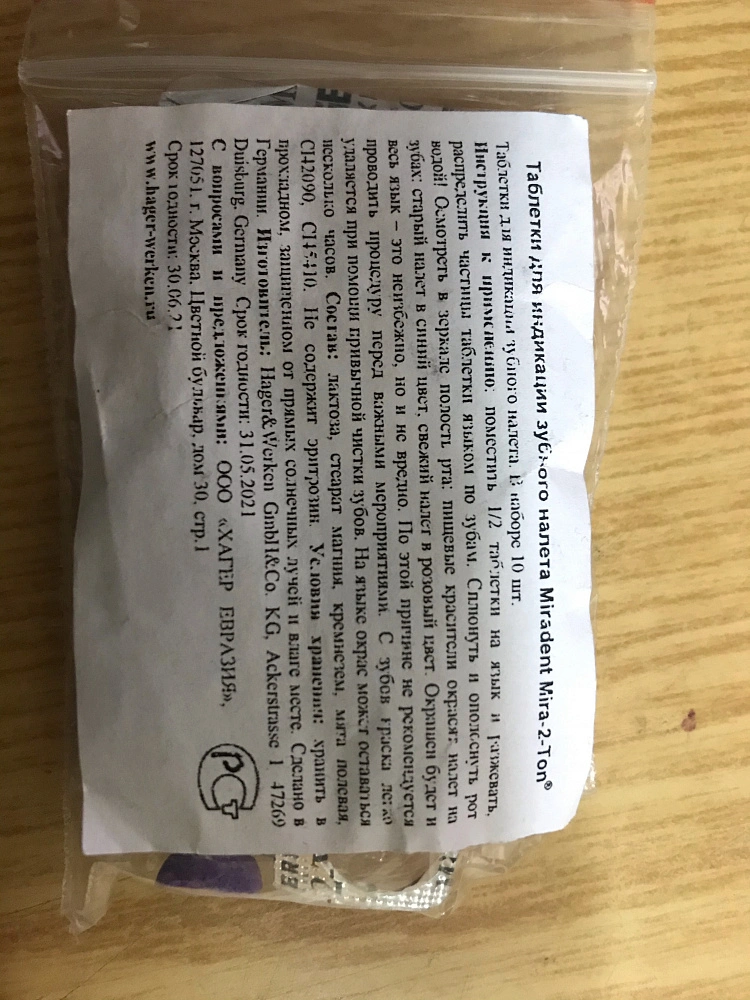 Таблетки для индикации зубного налета Miradent Mira-2-Ton®
Таблетки для индикации зубного налета. В наборе 10 шт.
Инструкция к применению: поместить 1/2 таблетки на язык и разжевать,
распределить частицы таблетки языком по зубам. Сплюнуть и ополоснуть рот
водой! Осмотреть в зеркале полость рта: пищевые красители окрасят налет на
зубах: старый налет в синий цвет, свежий налет в розовый цвет. Окрашен будет и
весь язык – это неизбежно, но и не вредно. По этой причине не рекомендуется
проводить процедуру перед важными мероприятиями. С зубов краска легко
удаляется при помощи привычной чистки зубов. На языке окрас может оставаться
несколько часов. Состав: лактоза, стеарат магния, кремнезем, мята полевая,
CI42090, CI45410. Не содержит эритрозин. Условия хранения: хранить в
прохладном, защищенном от прямых солнечных лучей и влаге месте. Сделано в
Германии. Изготовитель: Hager&Werken GmbH&Co. KG, Ackerstrasse 1 47269
Duisburg, Germany Срок годности: 31.05.2021
С вопросами и предложениями: ООО «ХАГЕР ЕВРАЗИЯ»,
127051, г. Москва, Цветной бульвар, дом 30, стр.1
Срок годности: 30.06.21
www.hager-werken.ru
РСТ